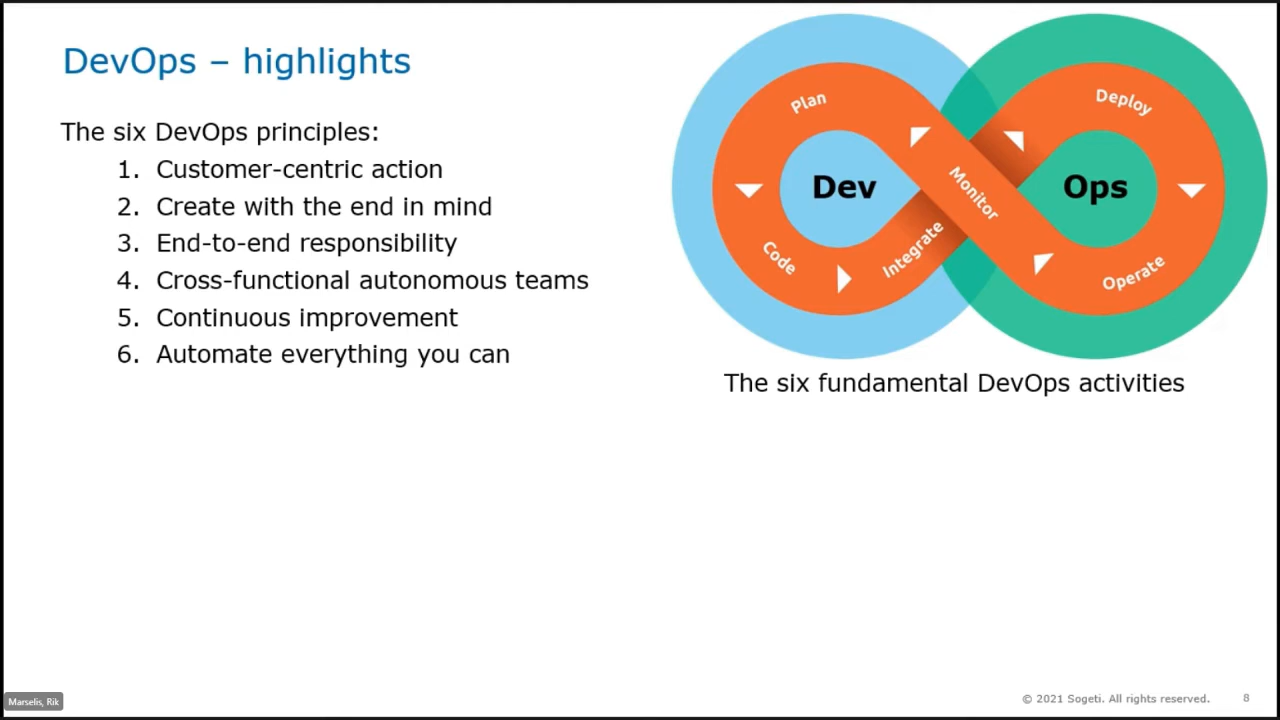 DevOps – highlights
The six DevOps principles:
1. Customer-centric action
2. Create with the end in mind
3. End-to-end responsibility
4. Cross-functional autonomous teams
5. Continuous improvement
6. Automate everything you can
Plan
Code
Integrate
Dev
Monitor
Ops
Deploy
Operate
The six fundamental DevOps activities
Marselis, Rik
© 2021 Sogeti. All rights reserved.
8